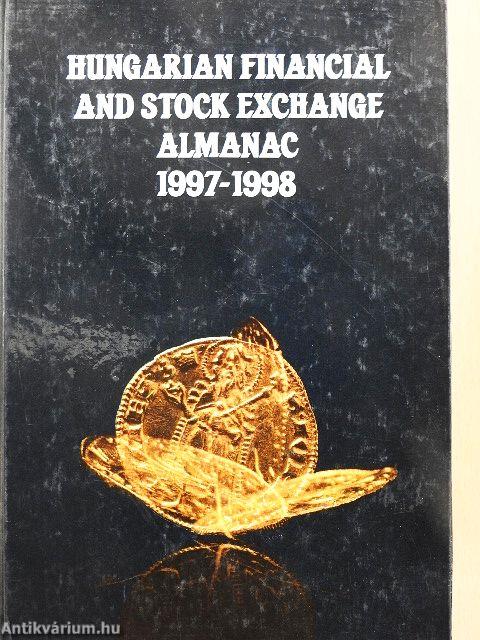 HUNGARIAN FINANCIAL
AND STOCK EXCHANGE
ALMANAC
1997-1998
Antikvárium.hu